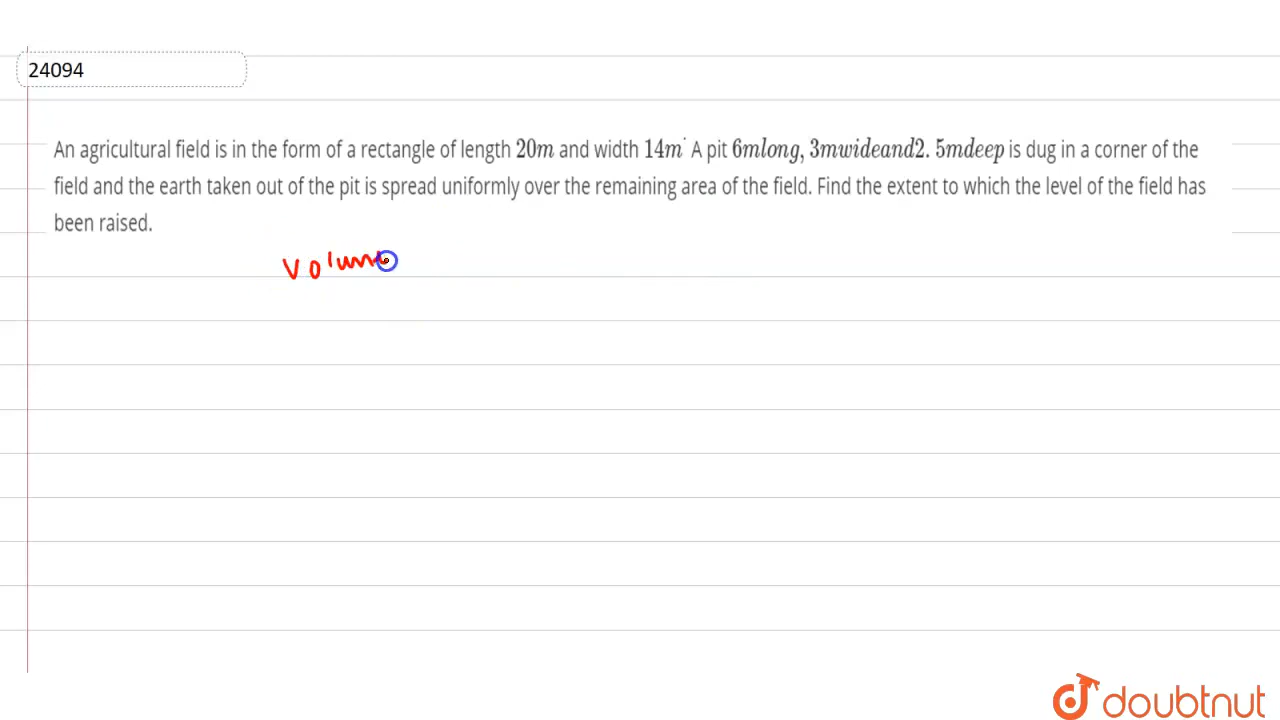 24094
An agricultural field is in the form of a rectangle of length 20m and width 14m˙ A pit 6mlong, 3mwideand2. 5mdeep is dug in a corner of the
field and the earth taken out of the pit is spread uniformly over the remaining area of the field. Find the extent to which the level of the field has
been raised.
Volume
doubtnut